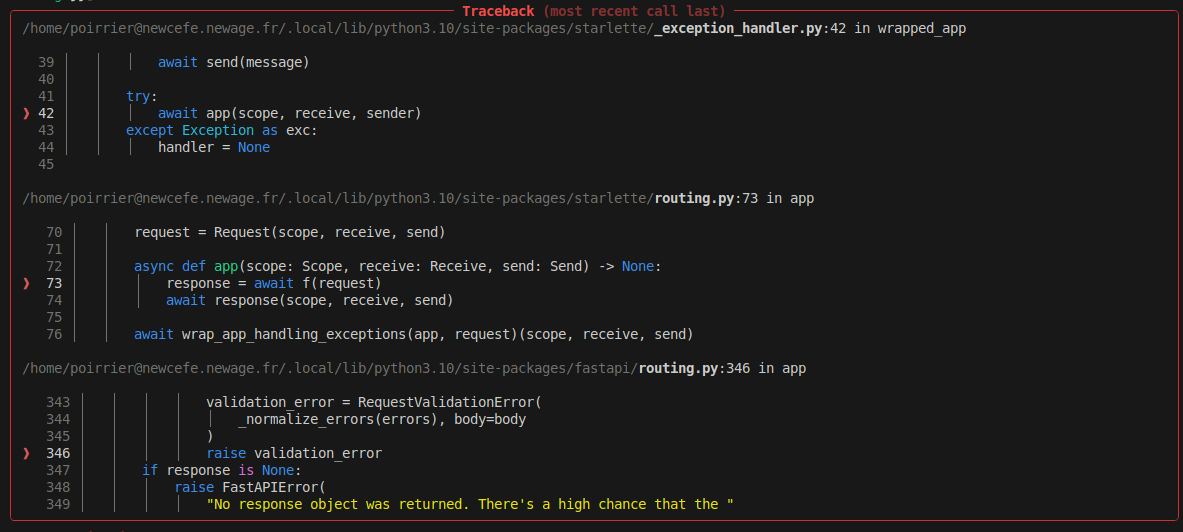 Traceback (most recent call last)
/home/poirrier@newcefe.newage.fr/.local/lib/python3.10/site-packages/starlette/_exception_handler.py:42 in wrapped_app
39 await send(message)
40
41 try:
❱ 42 await app(scope, receive, sender)
43 except Exception as exc:
44 handler = None
45
/home/poirrier@newcefe.newage.fr/.local/lib/python3.10/site-packages/starlette/routing.py:73 in app
70 request = Request(scope, receive, send)
71
72 async def app(scope: Scope, receive: Receive, send: Send) -> None:
❱ 73 response = await f(request)
74 await response(scope, receive, send)
75
76 await wrap_app_handling_exceptions(app, request)(scope, receive, send)
/home/poirrier@newcefe.newage.fr/.local/lib/python3.10/site-packages/fastapi/routing.py:346 in app
343 validation_error = RequestValidationError(
344 _normalize_errors(errors), body=body
345 )
❱ 346 raise validation_error
347 if response is None:
348 raise FastAPIError(
349 "No response object was returned. There's a high chance that the "